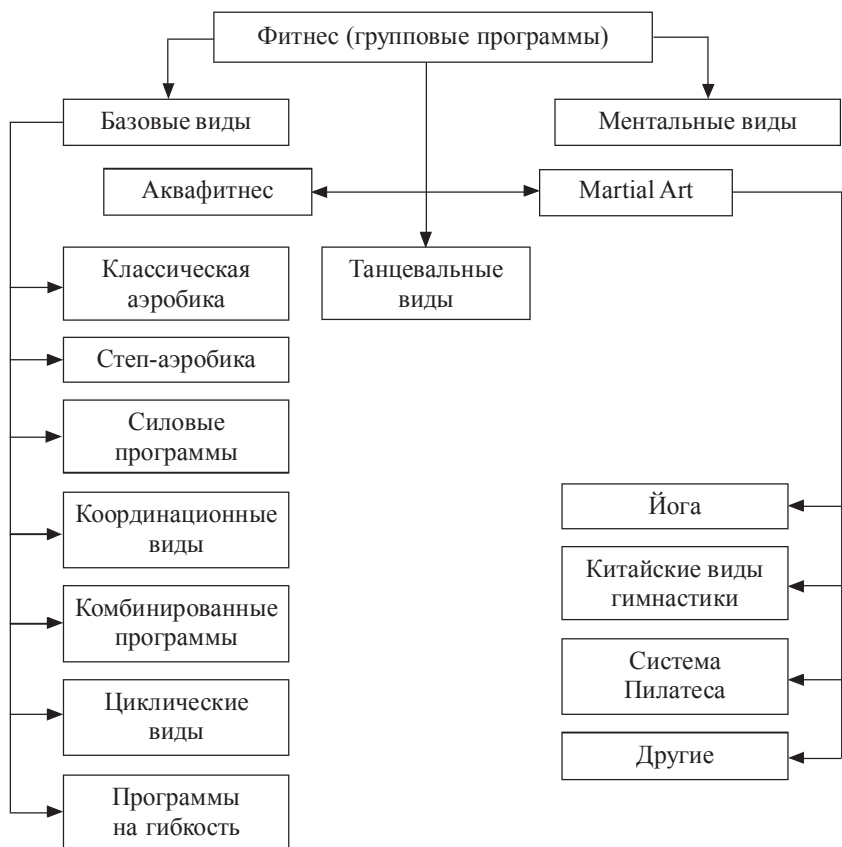 Фитнес (групповые программы)
Базовые виды
Ментальные виды
Аквафитнес
Martial Art
Классическая
аэробика
Танцевальные
виды
Степ-аэробика
Силовые
программы
Координационные
виды
Комбинированные
программы
Циклические
виды
Программы
на гибкость
Йога
Китайские виды
гимнастики
Система
Пилатеса
Другие